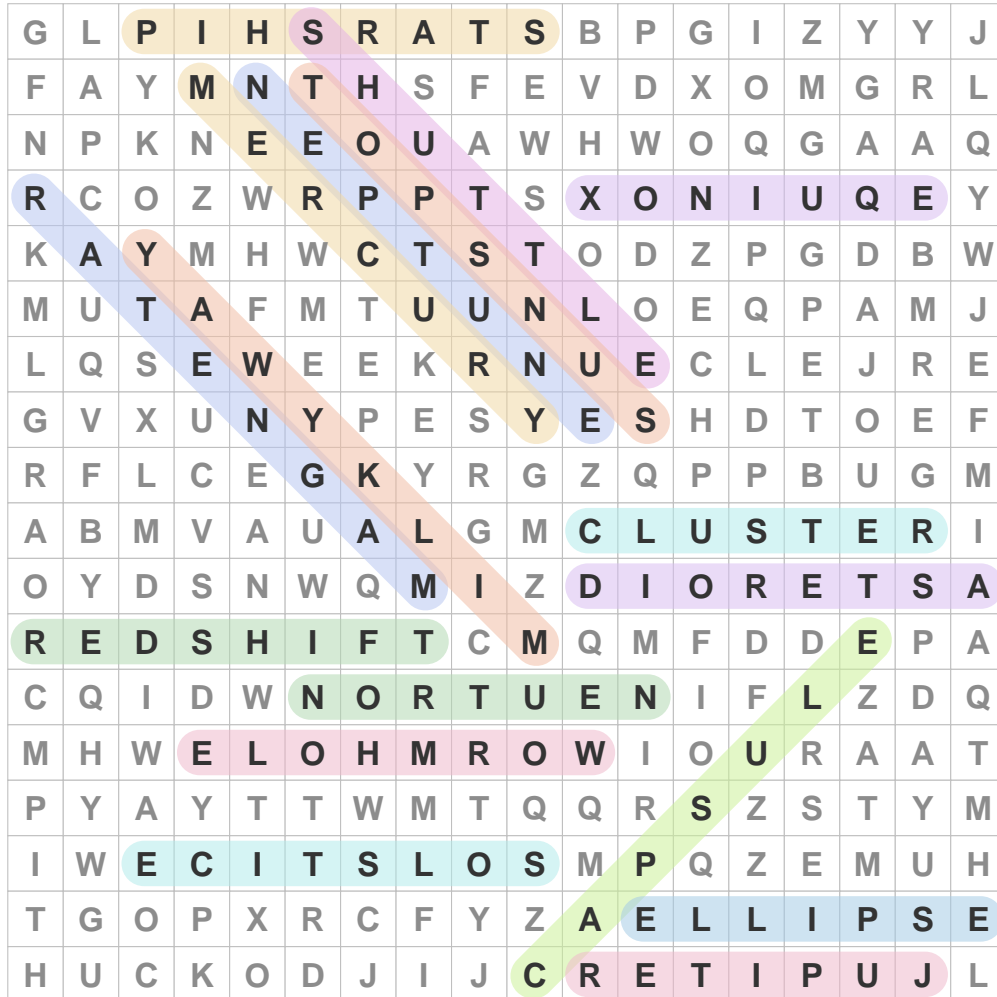 G L P I H S R A T S B P G I Z Y Y J
F A Y M N T H S F E V D X O M G R L
N P K N E E O U A W H W O Q G A A Q
R C O Z W R P P T S X O N I U Q E Y
K A Y M H W C T S T O D Z P G D B W
M U T A F M T U U N L O E Q P A M J
L Q S E W E E K R N U E C L E J R E
G V X U N Y P E S Y E S H D T O E F
R F L C E G K Y R G Z Q P P B U G M
A B M V A U A L G M C L U S T E R I
O Y D S N W Q M I Z D I O R E T S A
R E D S H I F T C M Q M F D D E P A
C Q I D W N O R T U E N I F L Z D Q
M H W E L O H M R O W I O U R A A T
P Y A Y T T W M T Q Q R S Z S T Y M
I W E C I T S L O S M P Q Z E M U H
T G O P X R C F Y Z A E L L I P S E
H U C K O D J I J C R E T I P U J L